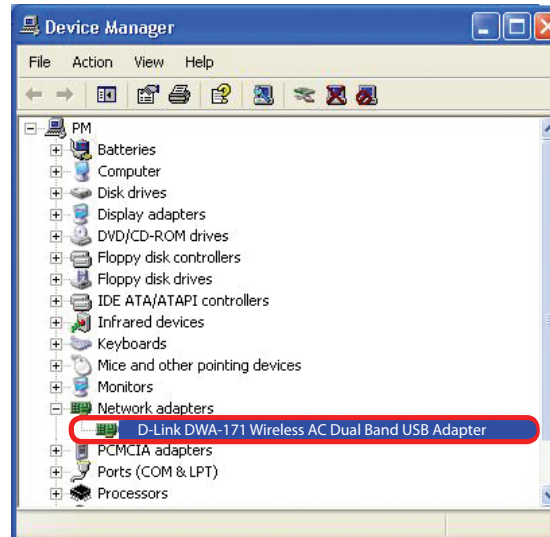 Device Manager
File Action View Help
PM
Batteries
Computer
Disk drives
Display adapters
DVD/CD-ROM drives
Floppy disk controllers
Floppy disk drives
IDE ATA/ATAPI controllers
Infrared devices
Keyboards
Mice and other pointing devices
Monitors
Network adapters
D-Link DWA-171 Wireless AC Dual Band USB Adapter
PCMCIA adapters
Ports (COM & LPT)
Processors